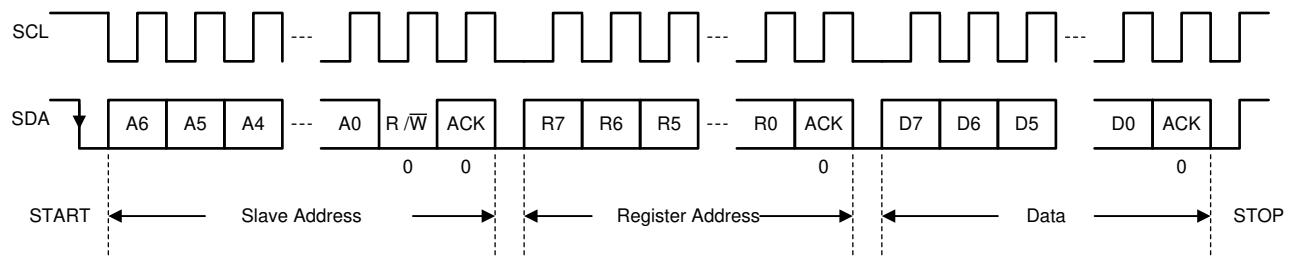 SCL --- --- ---
SDA A6 A5 A4 --- A0 R /W̅ ACK R7 R6 R5 --- R0 ACK D7 D6 D5 D0 ACK
0 0 0 0
START Slave Address Register Address Data STOP